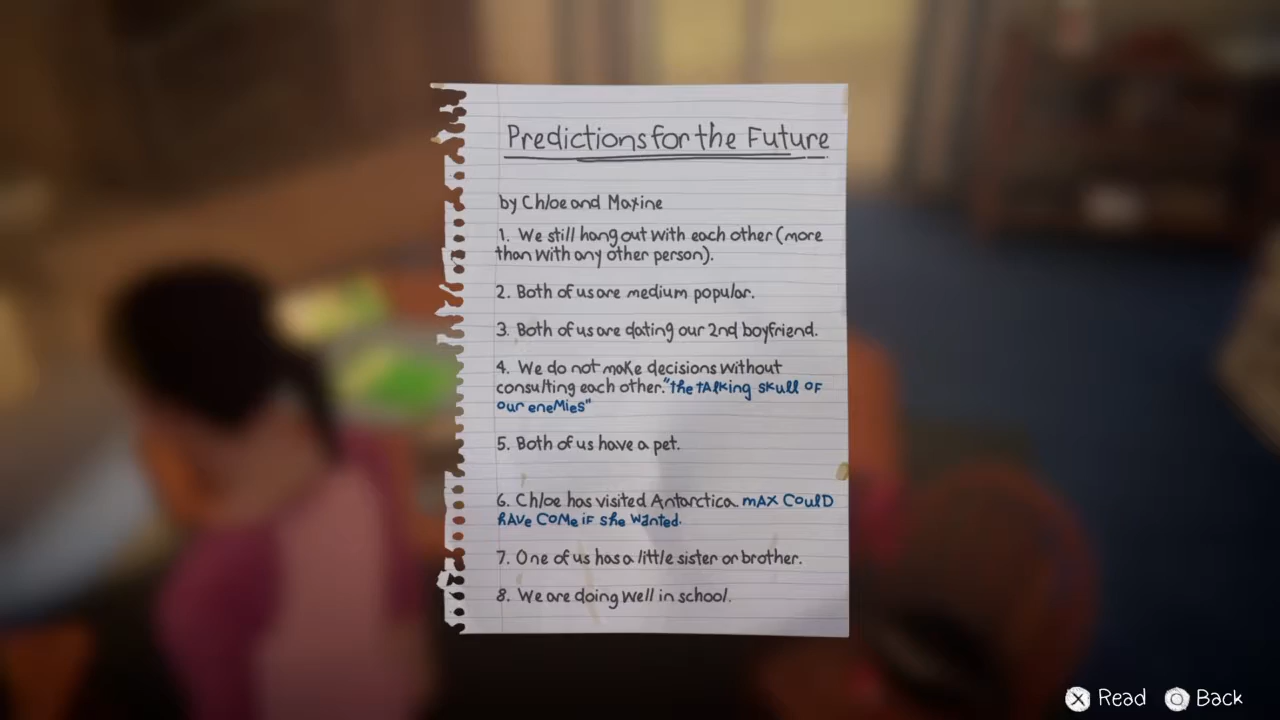 Predictions for the Future
by Chloe and Maxine
1. We still hang out with each other (more
than with any other person).
2. Both of us are medium popular.
3. Both of us are dating our 2nd boyfriend.
4. We do not make decisions without
consulting each other. "the tAlking skull OF
our eneMies"
5. Both of us have a pet.
6. Chloe has visited Antarctica. mAX CoulD
hAve CoMe iF she wanted.
7. One of us has a little sister or brother.
8. We are doing well in school.
X Read O Back